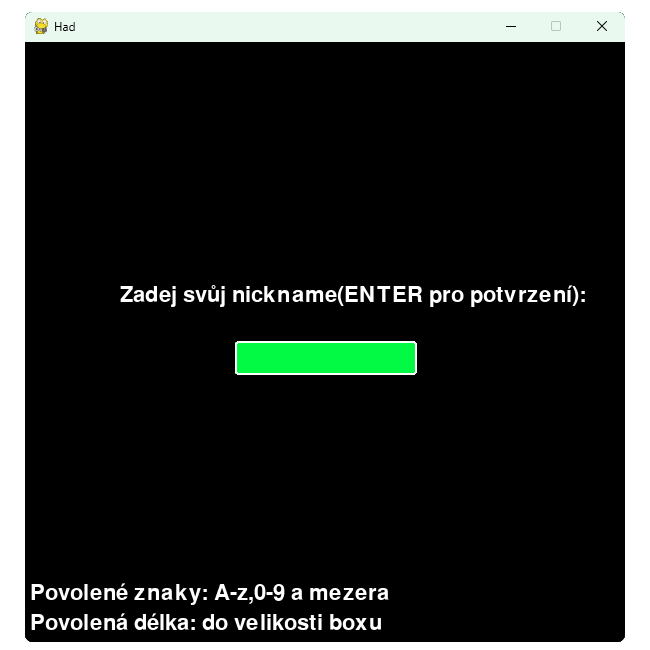 Had
Zadej svůj nickname(ENTER pro potvrzení):
Povolené znaky: A-z,0-9 a mezera
Povolená délka: do velikosti boxu